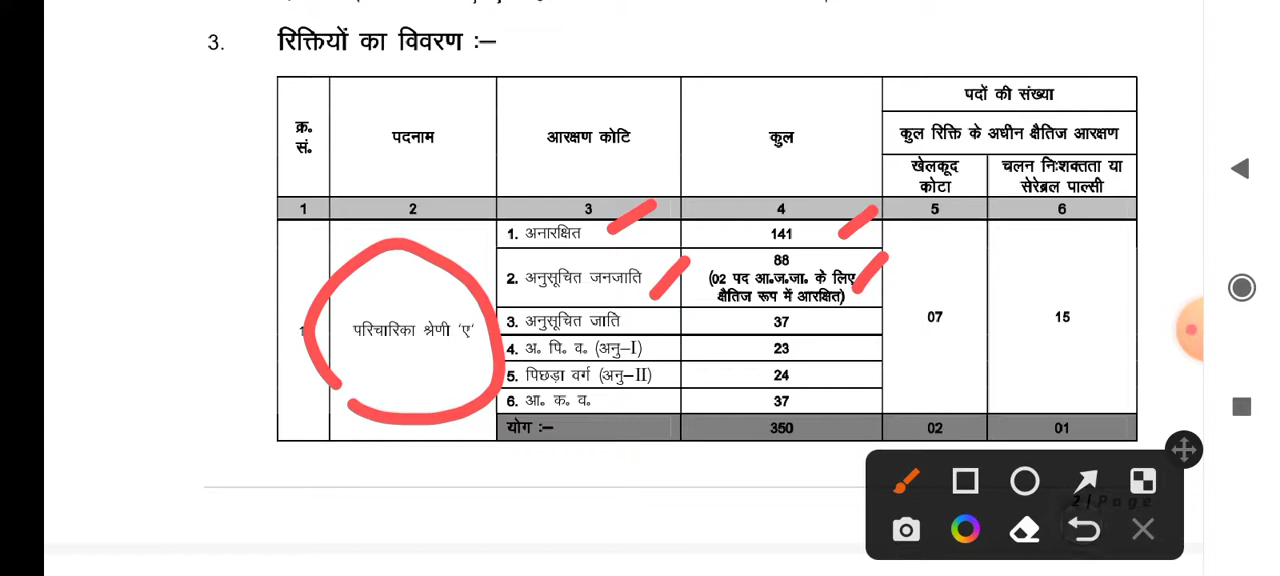 3. रिक्तियों का विवरण :–
क्र. सं. पदनाम आरक्षण कोटि कुल पदों की संख्या
कुल रिक्ति के अधीन क्षैतिज आरक्षण
खेलकूद कोटा चलन निःशक्तता या सेरेब्रल पाल्सी
1 2 3 4 5 6
1. अनारक्षित 141
2. अनुसूचित जनजाति 88 (02 पद आ॰ज॰जा॰ के लिए क्षैतिज रूप में आरक्षित)
परिचारिका श्रेणी ‘ए‘ 3. अनुसूचित जाति 37 07 15
4. अ॰ पि॰ व॰ (अनु–I) 23
5. पिछड़ा वर्ग (अनु–II) 24
6. आ॰ क॰ व॰ 37
योग :– 350 02 01
2 | Page